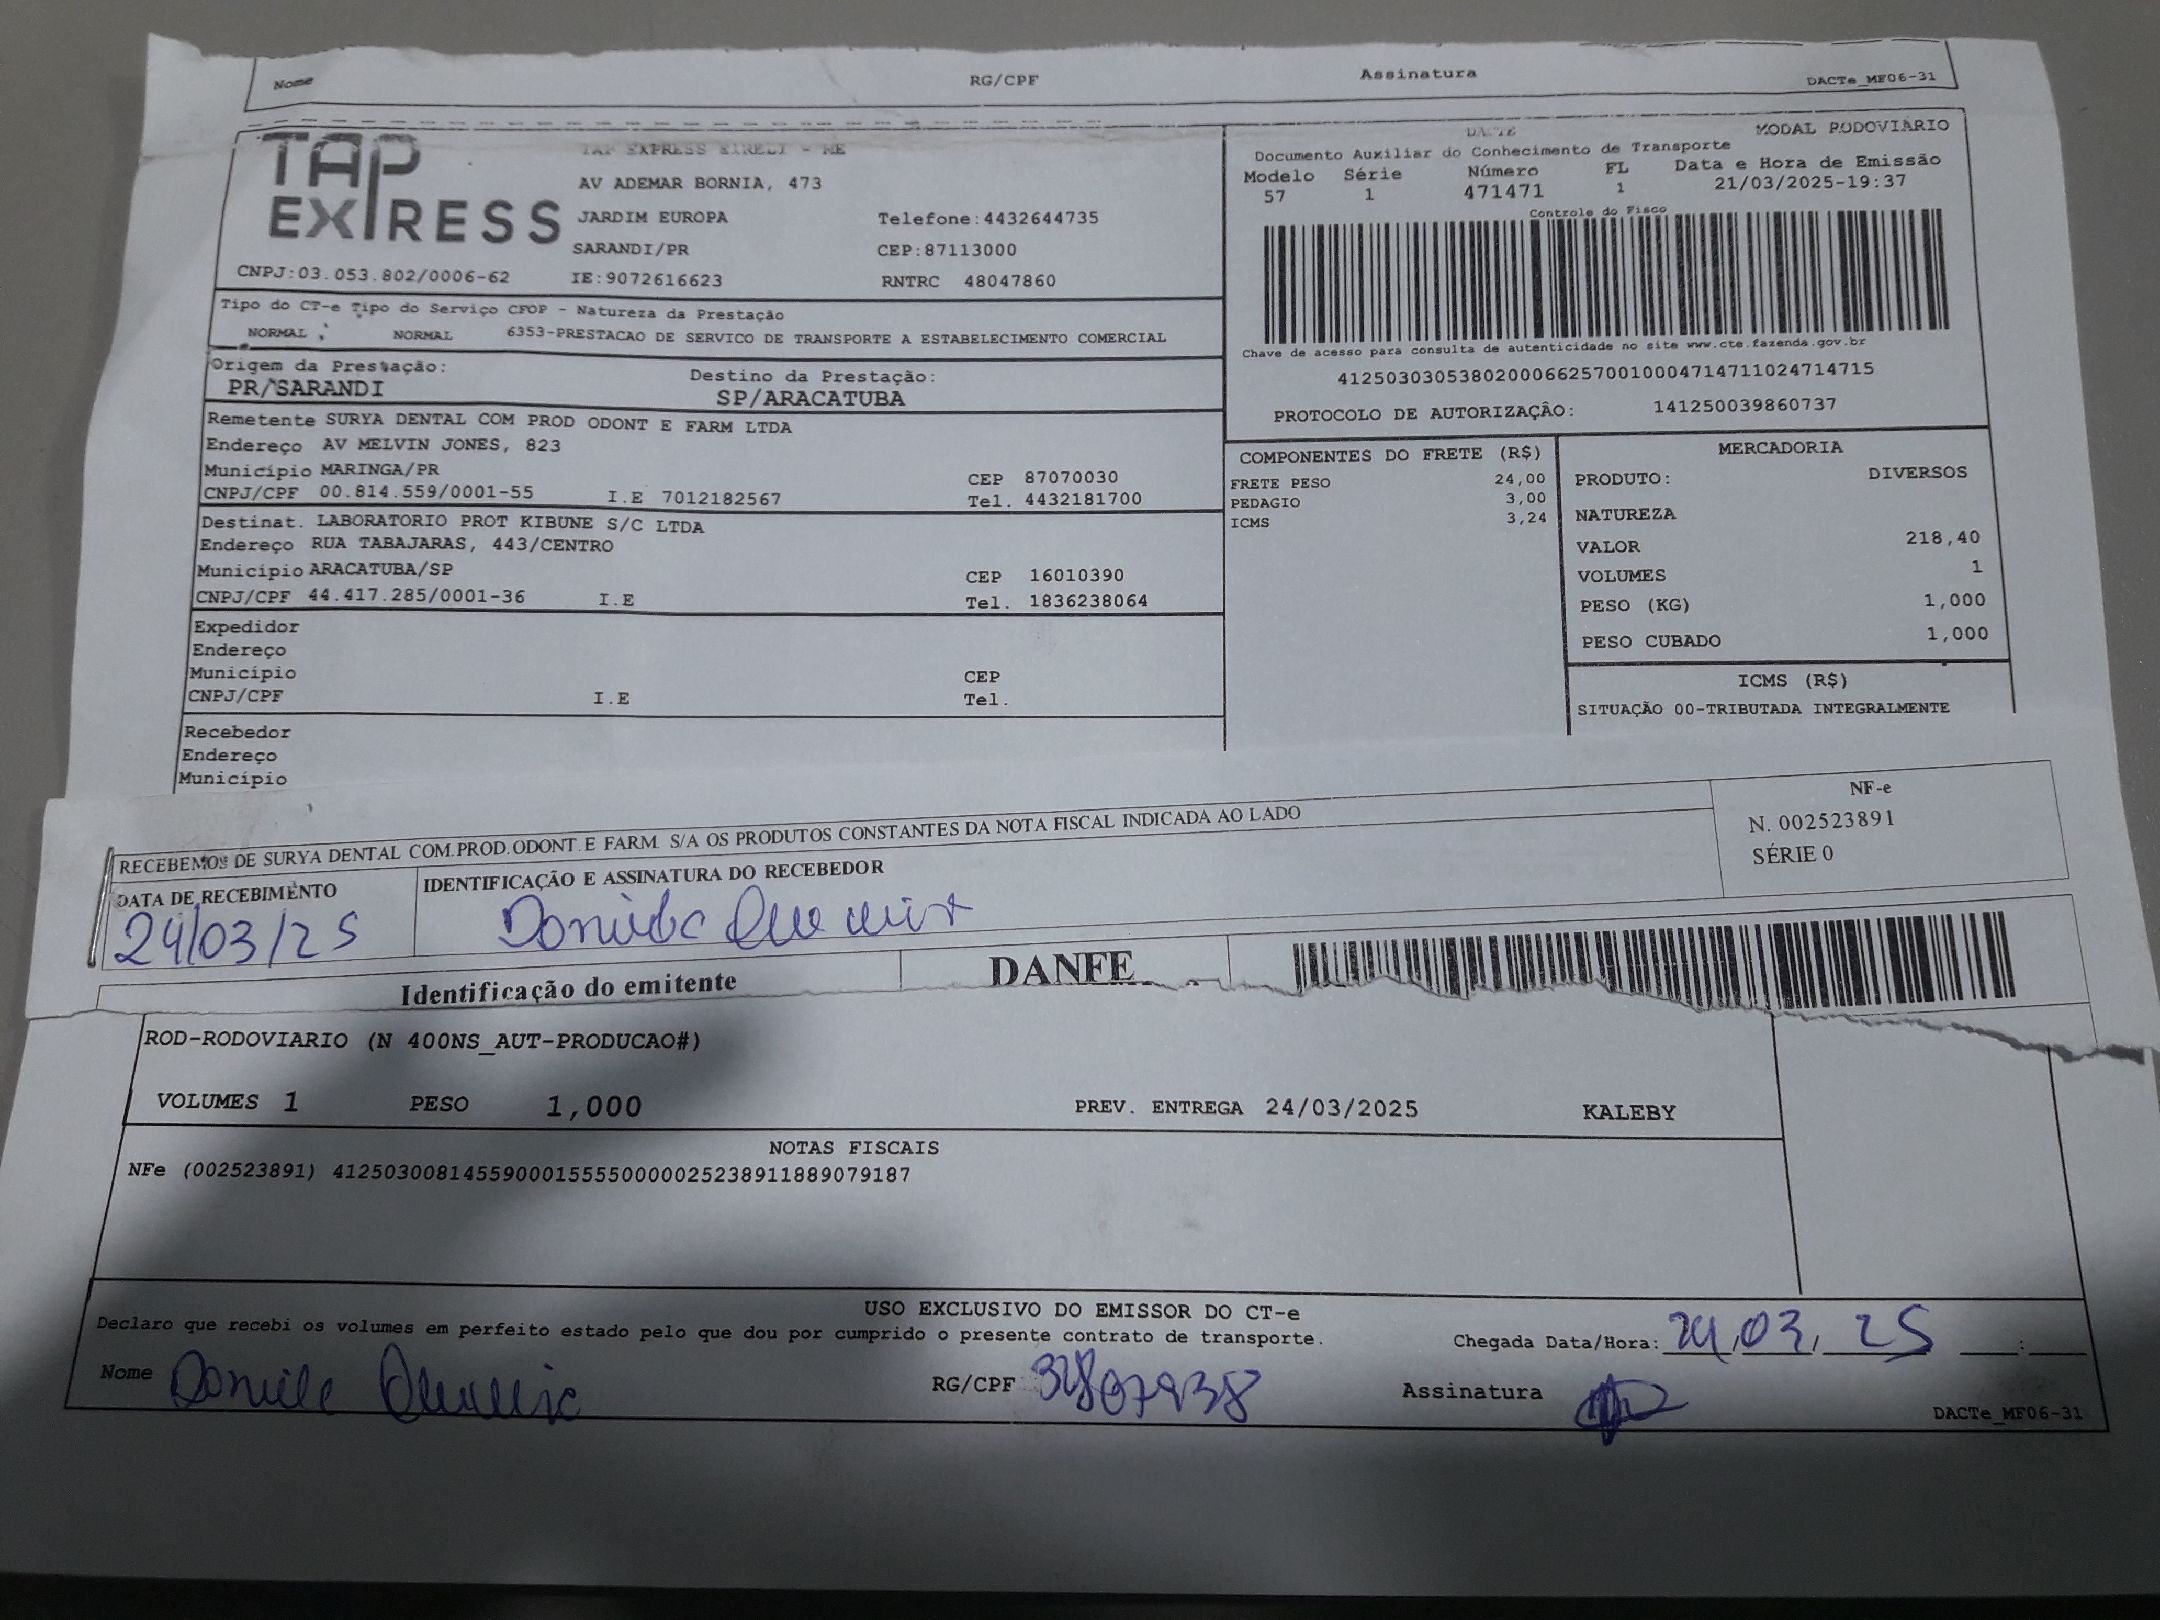 Nome RG/CPF Assinatura DACTe_MF06-31
TAP EXPRESS
TAP EXPRESS EIRELI - ME
AV ADEMAR BORNIA, 473
JARDIM EUROPA Telefone:4432644735
SARANDI/PR CEP:87113000
CNPJ:03.053.802/0006-62 IE:9072616623 RNTRC 48047860
DACTE MODAL RODOVIÁRIO
Documento Auxiliar do Conhecimento de Transporte
Modelo Série Número FL Data e Hora de Emissão
57 1 471471 1 21/03/2025-19:37
Controle do Fisco
Chave de acesso para consulta de autenticidade no site www.cte.fazenda.gov.br
41250303053802000662570010004714711024714715
PROTOCOLO DE AUTORIZAÇÃO: 141250039860737
Tipo do CT-e Tipo do Serviço CFOP - Natureza da Prestação
NORMAL NORMAL 6353-PRESTACAO DE SERVICO DE TRANSPORTE A ESTABELECIMENTO COMERCIAL
Origem da Prestação: Destino da Prestação:
PR/SARANDI SP/ARACATUBA
Remetente SURYA DENTAL COM PROD ODONT E FARM LTDA
Endereço AV MELVIN JONES, 823
Município MARINGA/PR CEP 87070030
CNPJ/CPF 00.814.559/0001-55 I.E 7012182567 Tel. 4432181700
Destinat. LABORATORIO PROT KIBUNE S/C LTDA
Endereço RUA TABAJARAS, 443/CENTRO
Município ARACATUBA/SP CEP 16010390
CNPJ/CPF 44.417.285/0001-36 I.E Tel. 1836238064
Expedidor
Endereço
Município CEP
CNPJ/CPF I.E Tel.
Recebedor
Endereço
Município
COMPONENTES DO FRETE (R$)
FRETE PESO 24,00
PEDAGIO 3,00
ICMS 3,24
MERCADORIA
PRODUTO: DIVERSOS
NATUREZA
VALOR 218,40
VOLUMES 1
PESO (KG) 1,000
PESO CUBADO 1,000
ICMS (R$)
SITUAÇÃO 00-TRIBUTADA INTEGRALMENTE
RECEBEMOS DE SURYA DENTAL COM.PROD.ODONT.E FARM. S/A OS PRODUTOS CONSTANTES DA NOTA FISCAL INDICADA AO LADO
NF-e
N. 002523891
SÉRIE 0
DATA DE RECEBIMENTO IDENTIFICAÇÃO E ASSINATURA DO RECEBEDOR
24/03/25
Identificação do emitente DANFE
ROD-RODOVIARIO (N 400NS_AUT-PRODUCAO#)
VOLUMES 1 PESO 1,000 PREV. ENTREGA 24/03/2025 KALEBY
NOTAS FISCAIS
NFe (002523891) 41250300814559000155550000025238911889079187
USO EXCLUSIVO DO EMISSOR DO CT-e
Declaro que recebi os volumes em perfeito estado pelo que dou por cumprido o presente contrato de transporte. Chegada Data/Hora: 24,03, 25 :
Nome RG/CPF Assinatura
DACTe_MF06-31